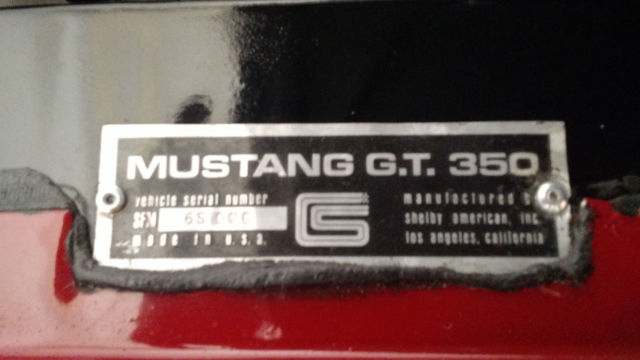 MUSTANG G.T. 350
vehicle serial number
SFM 6S
made in u.s.a.
manufactured
shelby american, inc
los angeles, california